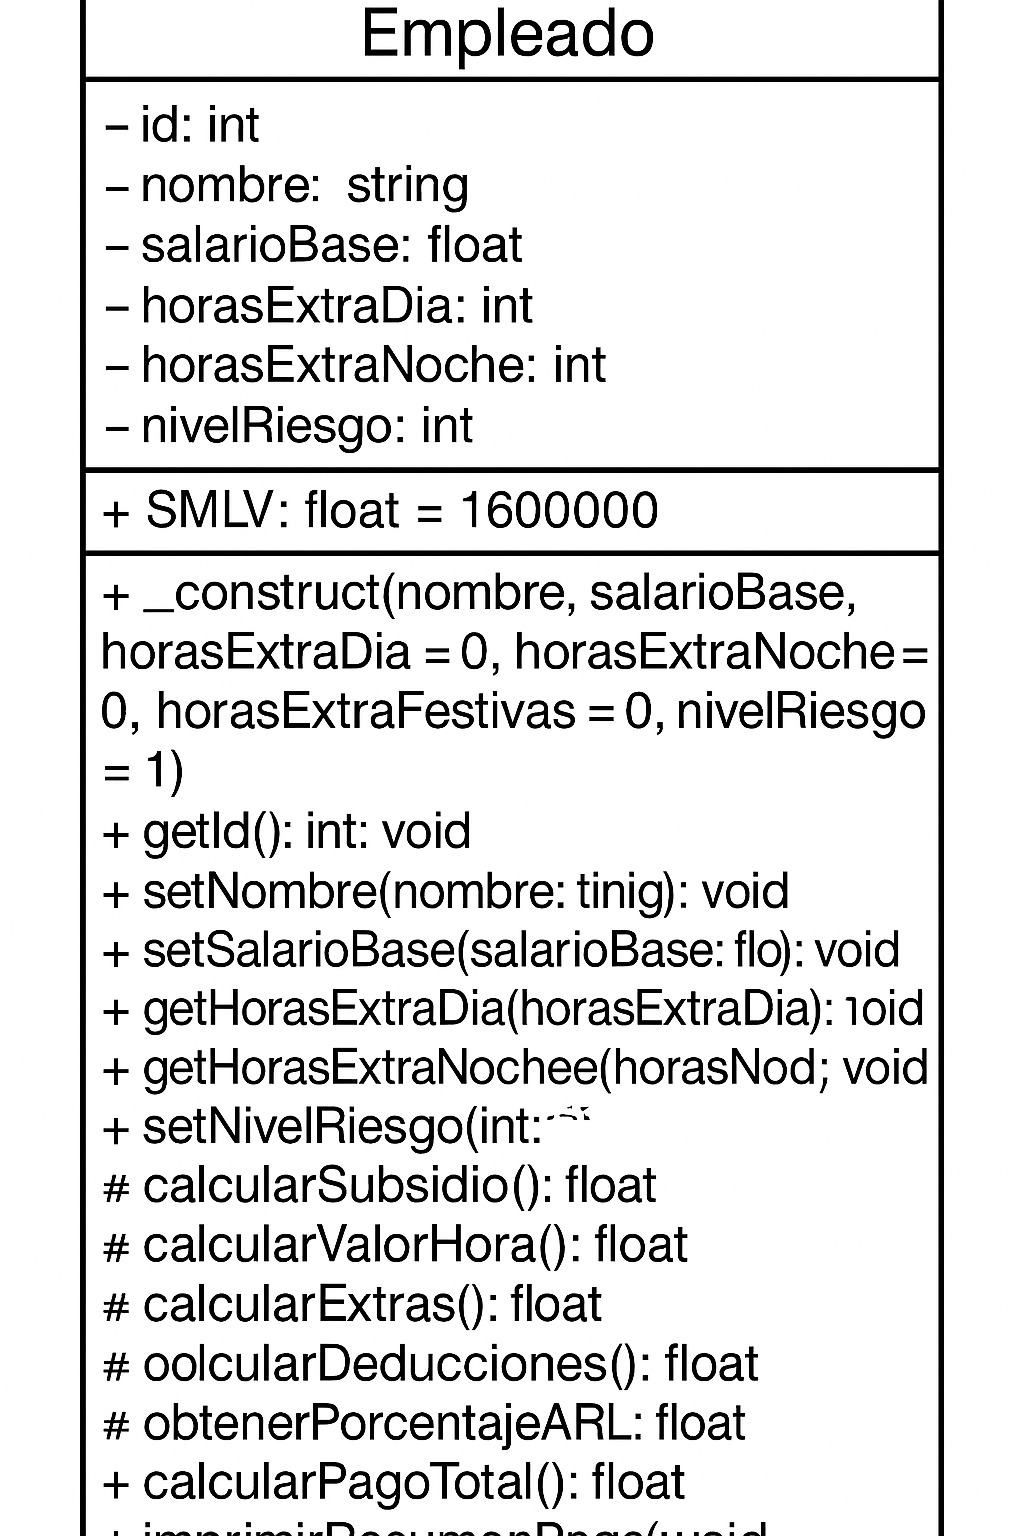 Empleado
– id: int
– nombre: string
– salarioBase: float
– horasExtraDia: int
– horasExtraNoche: int
– nivelRiesgo: int
+ SMLV: float = 1600000
+ _construct(nombre, salarioBase,
horasExtraDia = 0, horasExtraNoche =
0, horasExtraFestivas = 0, nivelRiesgo
= 1)
+ getId(): int: void
+ setNombre(nombre: tinig): void
+ setSalarioBase(salarioBase: flo): void
+ getHorasExtraDia(horasExtraDia): 1oid
+ getHorasExtraNochee(horasNod; void
+ setNivelRiesgo(int:
# calcularSubsidio(): float
# calcularValorHora(): float
# calcularExtras(): float
# oolcularDeducciones(): float
# obtenerPorcentajeARL: float
+ calcularPagoTotal(): float